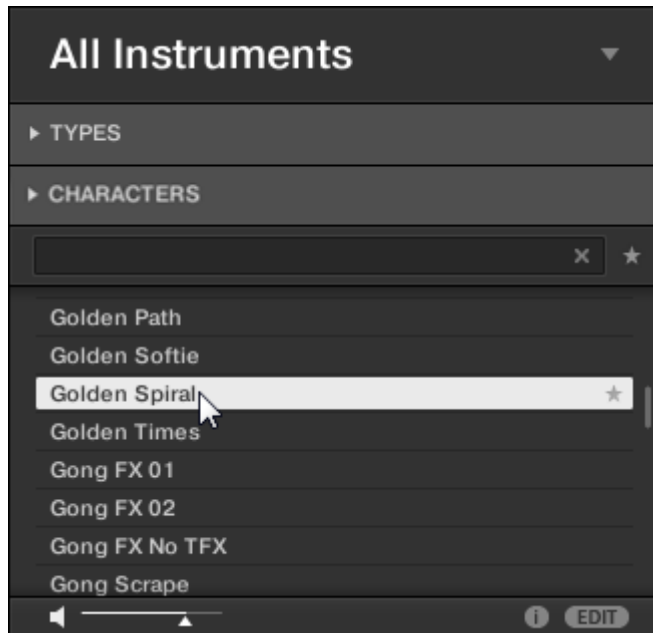 All Instruments
TYPES
CHARACTERS
Golden Path
Golden Softie
Golden Spiral
Golden Times
Gong FX 01
Gong FX 02
Gong FX No TFX
Gong Scrape
i EDIT